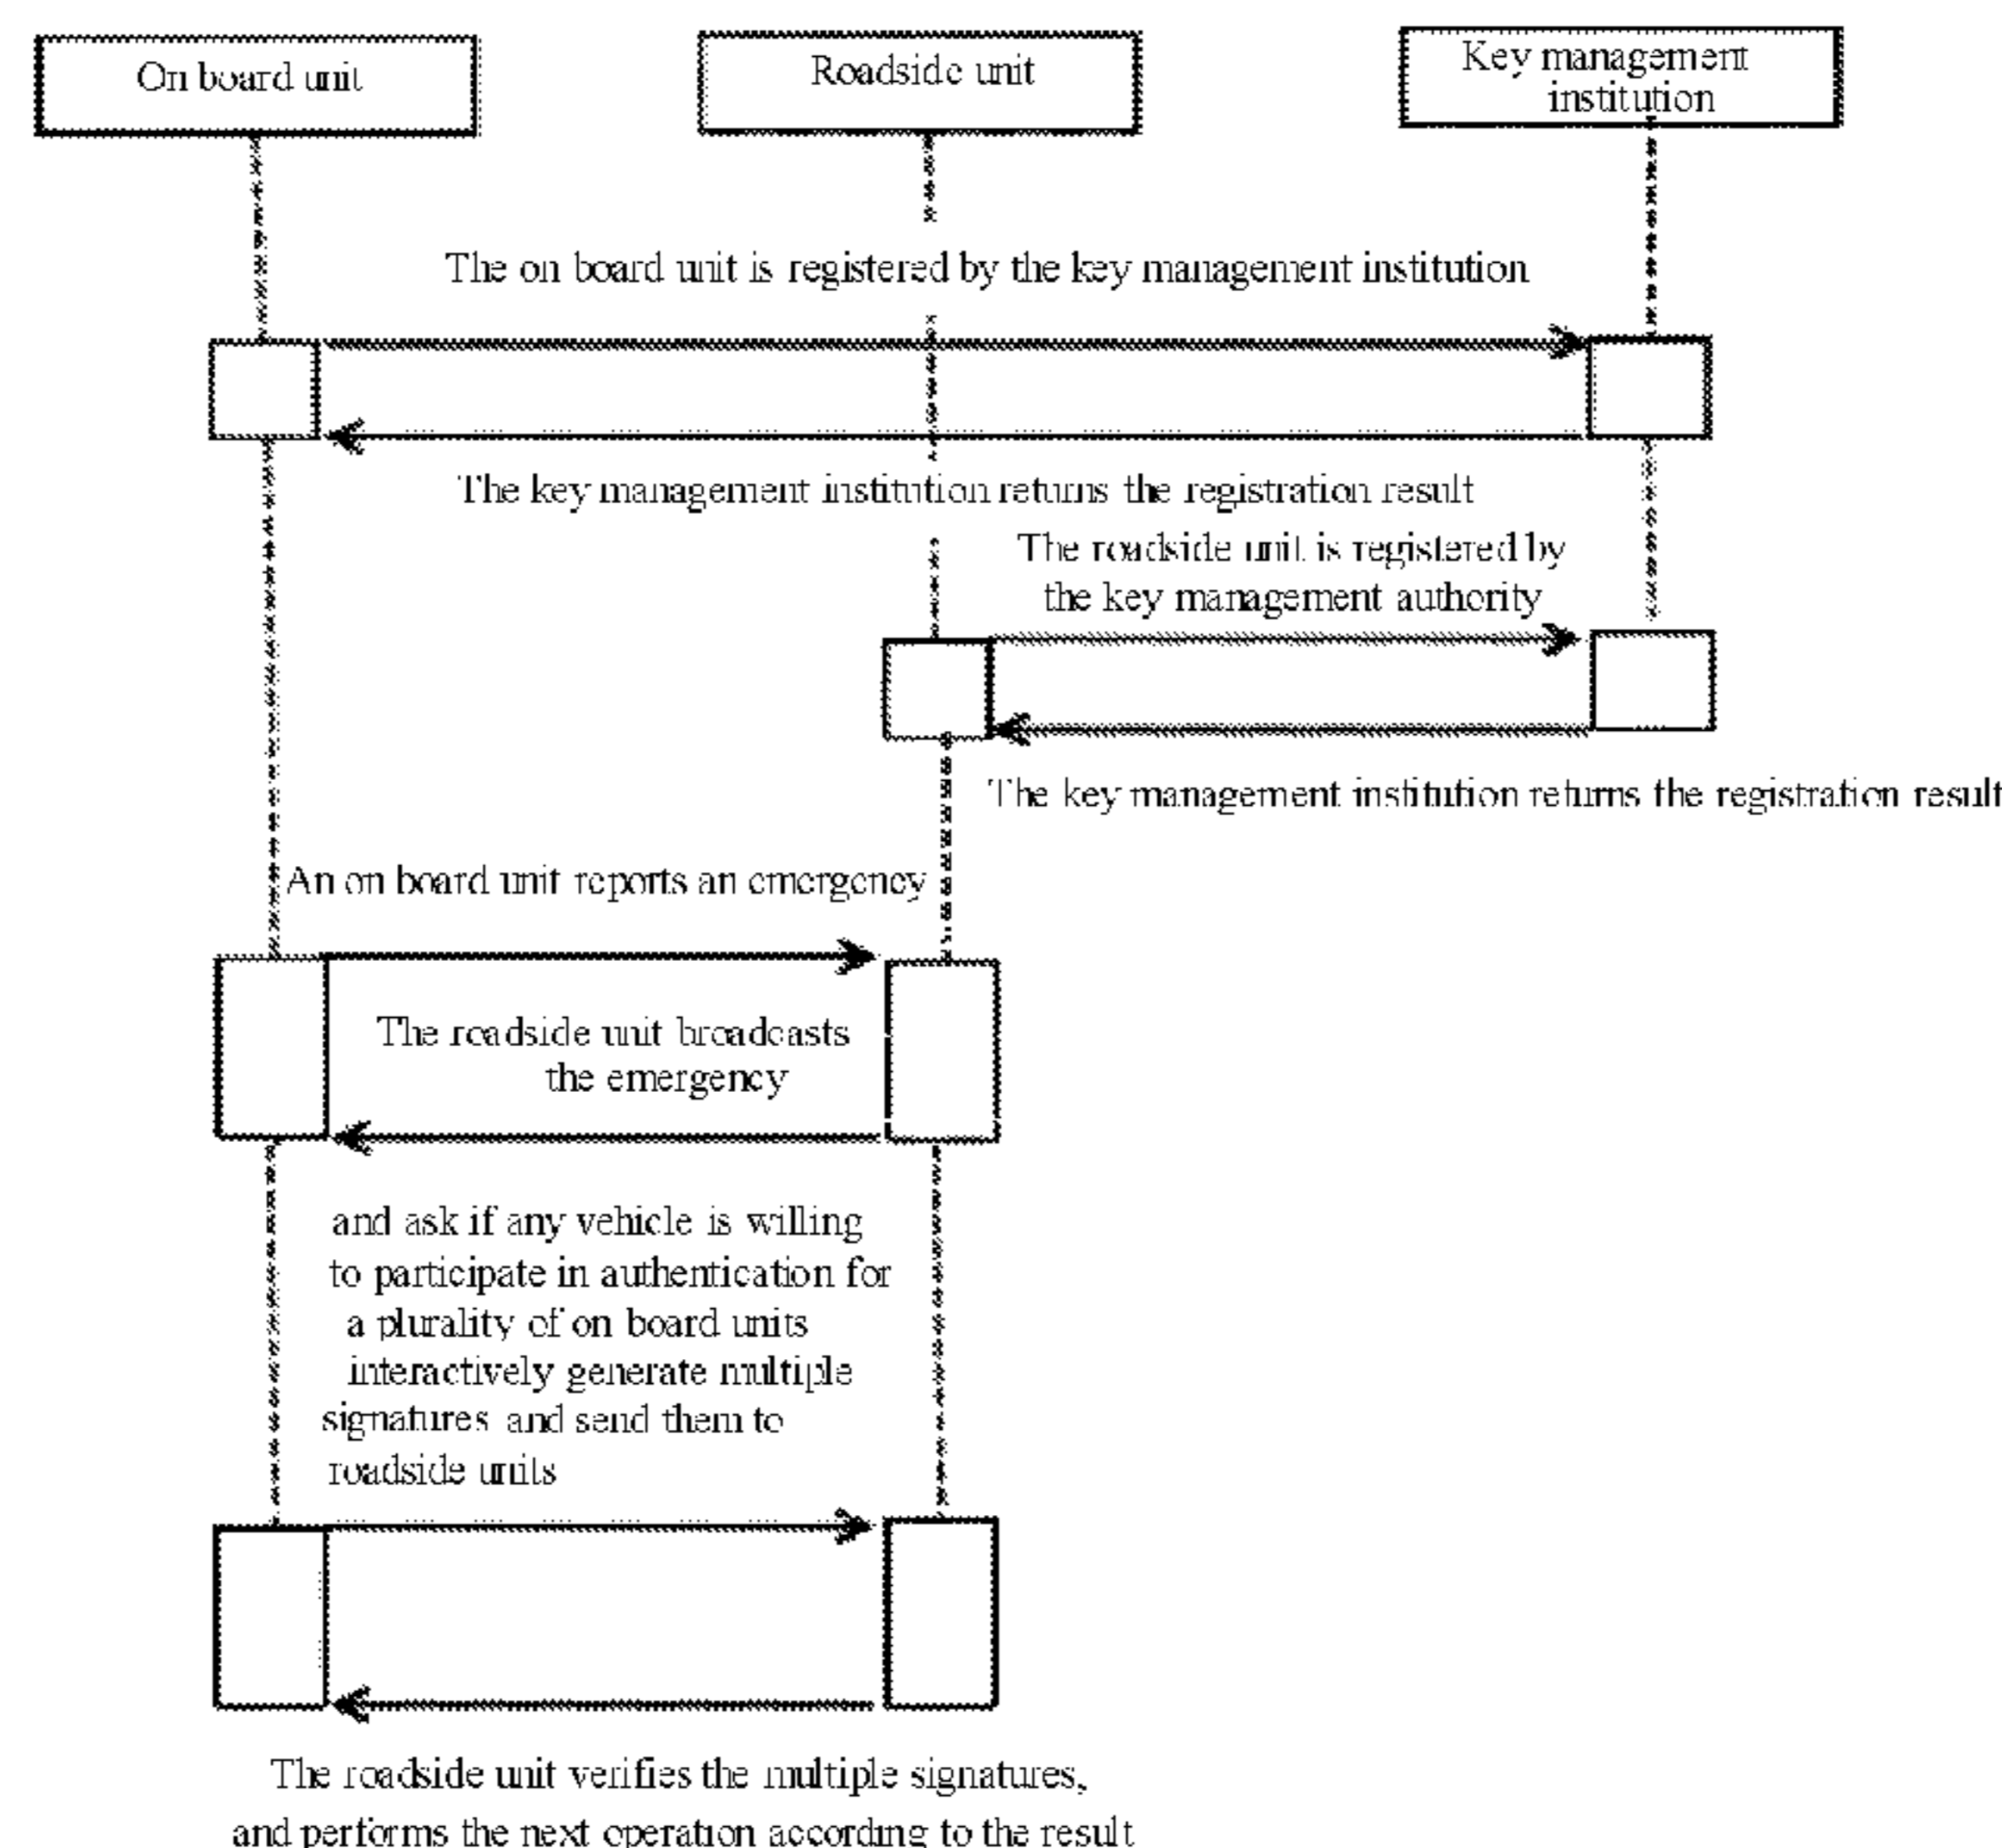 On board unit
Roadside unit
Key management
institution
The on board unit is registered by the key management institution
The key management institution returns the registration result
The roadside unit is registered by
the key management authority
The key management institution returns the registration result
An on board unit reports an emergency
The roadside unit broadcasts
the emergency
and ask if any vehicle is willing
to participate in authentication for
a plurality of on board units
interactively generate multiple
signatures and send them to
roadside units
The roadside unit verifies the multiple signatures,
and performs the next operation according to the result